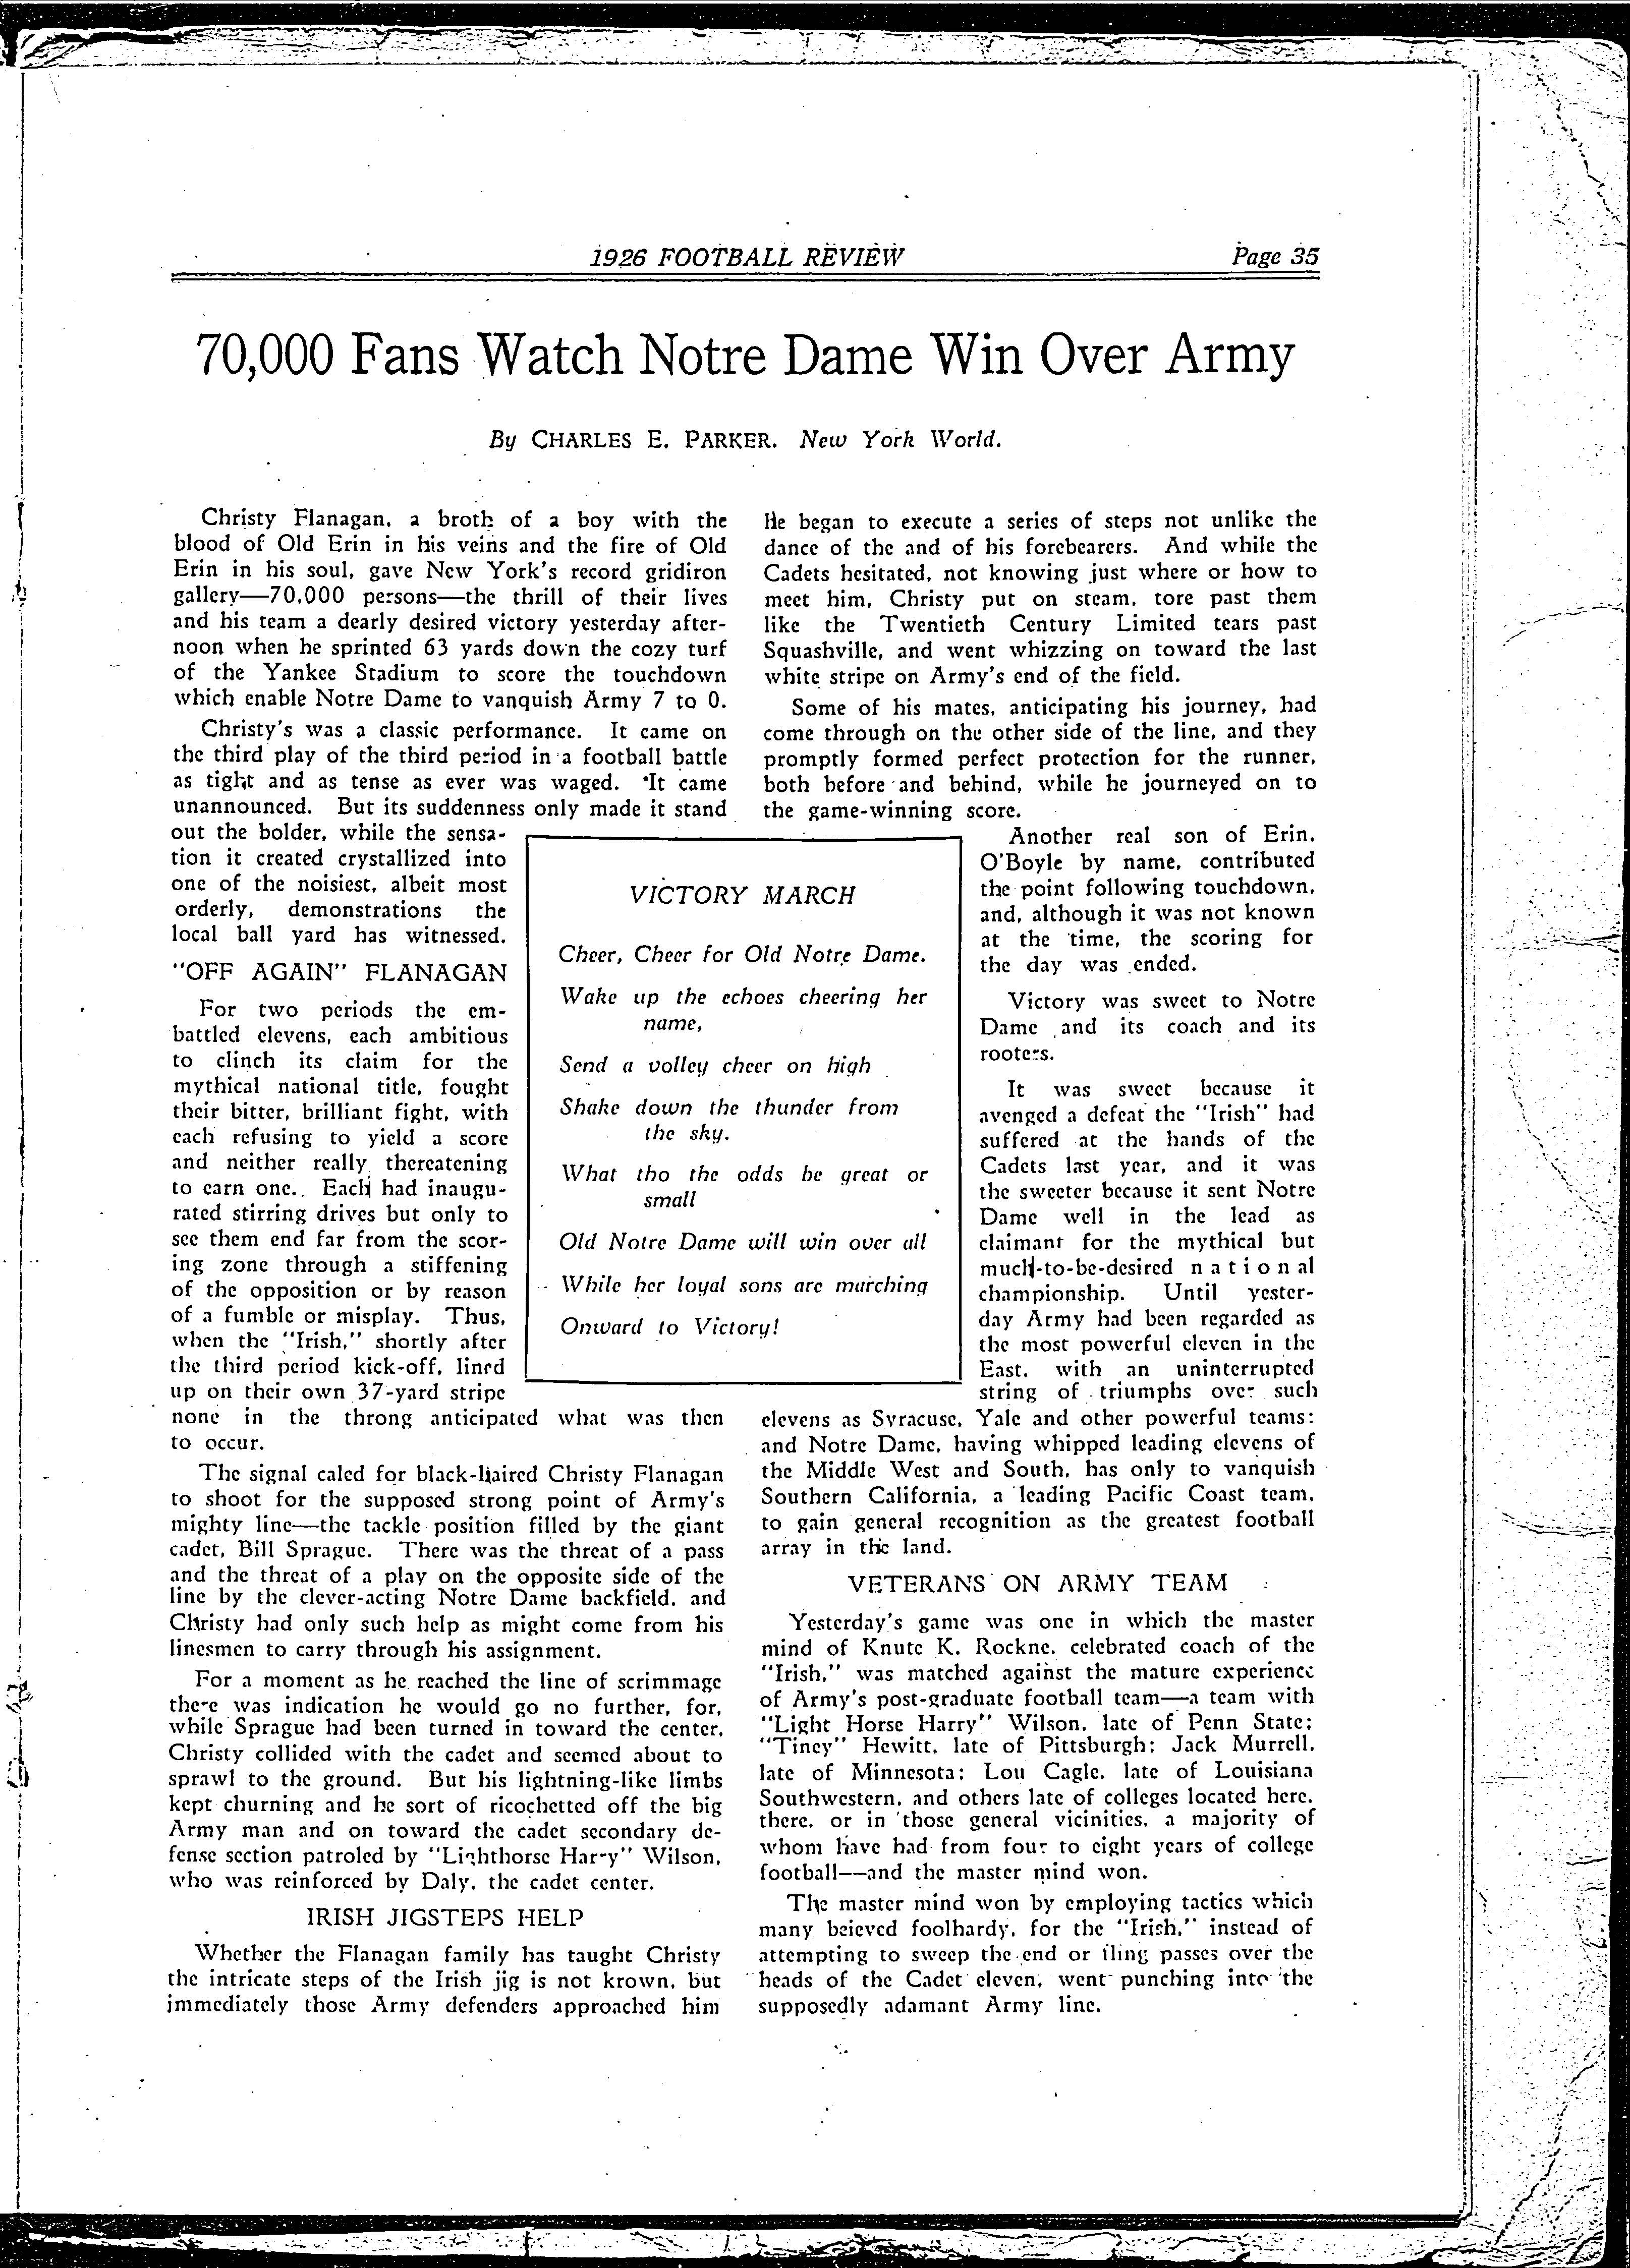 1926 FOOTBALL REVIEW
Page 35
70,000 Fans Watch Notre Dame Win Over Army
By CHARLES E. PARKER. New York World.
Christy Flanagan, a broth of a boy with the
blood of Old Erin in his veins and the fire of Old
Erin in his soul, gave New York's record gridiron
gallery—70,000 persons—the thrill of their lives
and his team a dearly desired victory yesterday after-
noon when he sprinted 63 yards down the cozy turf
of the Yankee Stadium to score the touchdown
which enable Notre Dame to vanquish Army 7 to 0.
Christy's was a classic performance. It came on
the third play of the third period in a football battle
as tight and as tense as ever was waged. It came
unannounced. But its suddenness only made it stand
out the bolder, while the sensa-
tion it created crystallized into
one of the noisiest, albeit most
orderly, demonstrations the
local ball yard has witnessed.
"OFF AGAIN" FLANAGAN
For two periods the em-
battled elevens, each ambitious
to clinch its claim for the
mythical national title, fought
their bitter, brilliant fight, with
each refusing to yield a score
and neither really thereatening
to earn one. Each had inaugu-
rated stirring drives but only to
see them end far from the scor-
ing zone through a stiffening
of the opposition or by reason
of a fumble or misplay. Thus,
when the "Irish," shortly after
the third period kick-off, lined
up on their own 37-yard stripe
none in the throng anticipated what was then
to occur.
The signal caled for black-haired Christy Flanagan
to shoot for the supposed strong point of Army's
mighty line—the tackle position filled by the giant
cadet, Bill Sprague. There was the threat of a pass
and the threat of a play on the opposite side of the
line by the clever-acting Notre Dame backfield, and
Christy had only such help as might come from his
linesmen to carry through his assignment.
For a moment as he reached the line of scrimmage
there was indication he would go no further, for,
while Sprague had been turned in toward the center,
Christy collided with the cadet and seemed about to
sprawl to the ground. But his lightning-like limbs
kept churning and he sort of ricochetted off the big
Army man and on toward the cadet secondary de-
fense section patroled by "Lighthorse Harry" Wilson,
who was reinforced by Daly, the cadet center.
IRISH JIGSTEPS HELP
Whether the Flanagan family has taught Christy
the intricate steps of the Irish jig is not krown, but
immediately those Army defenders approached him
He began to execute a series of steps not unlike the
dance of the and of his forebearers. And while the
Cadets hesitated, not knowing just where or how to
meet him, Christy put on steam, tore past them
like the Twentieth Century Limited tears past
Squashville, and went whizzing on toward the last
white stripe on Army's end of the field.
Some of his mates, anticipating his journey, had
come through on the other side of the line, and they
promptly formed perfect protection for the runner,
both before and behind, while he journeyed on to
the game-winning score.
Another real son of Erin,
O'Boyle by name, contributed
the point following touchdown,
and, although it was not known
at the time, the scoring for
the day was ended.
Victory was sweet to Notre
Dame and its coach and its
rooters.
It was sweet because it
avenged a defeat the "Irish" had
suffered at the hands of the
Cadets last year, and it was
the sweeter because it sent Notre
Dame well in the lead as
claimant for the mythical but
much-to-be-desired national
championship. Until yester-
day Army had been regarded as
the most powerful eleven in the
East, with an uninterrupted
string of triumphs over such
elevens as Syracuse, Yale and other powerful teams:
and Notre Dame, having whipped leading elevens of
the Middle West and South, has only to vanquish
Southern California, a leading Pacific Coast team,
to gain general recognition as the greatest football
array in the land.
VETERANS ON ARMY TEAM
Yesterday's game was one in which the master
mind of Knute K. Rockne, celebrated coach of the
"Irish," was matched against the mature experience
of Army's post-graduate football team—a team with
"Light Horse Harry" Wilson, late of Penn State;
"Tiney" Hewitt, late of Pittsburgh; Jack Murrell,
late of Minnesota; Lou Cagle, late of Louisiana
Southwestern, and others late of colleges located here,
there, or in those general vicinities, a majority of
whom have had from four to eight years of college
football—and the master mind won.
The master mind won by employing tactics which
many beieved foolhardy, for the "Irish," instead of
attempting to sweep the end or fling passes over the
heads of the Cadet eleven, went punching into the
supposedly adamant Army line.
VICTORY MARCH
Cheer, Cheer for Old Notre Dame.
Wake up the echoes cheering her
name,
Send a volley cheer on high
Shake down the thunder from
the sky.
What tho the odds be great or
small
Old Notre Dame will win over all
While her loyal sons are marching
Onward to Victory!